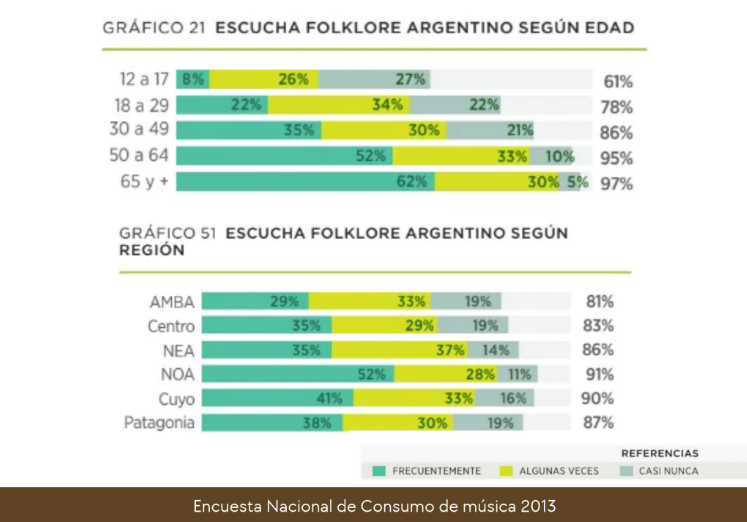 GRÁFICO 21 ESCUCHA FOLKLORE ARGENTINO SEGÚN EDAD
12 a 17 8% 26% 27% 61%
18 a 29 22% 34% 22% 78%
30 a 49 35% 30% 21% 86%
50 a 64 52% 33% 10% 95%
65 y + 62% 30% 5% 97%
GRÁFICO 51 ESCUCHA FOLKLORE ARGENTINO SEGÚN
REGIÓN
AMBA 29% 33% 19% 81%
Centro 35% 29% 19% 83%
NEA 35% 37% 14% 86%
NOA 52% 28% 11% 91%
Cuyo 41% 33% 16% 90%
Patagonia 38% 30% 19% 87%
REFERENCIAS
FRECUENTEMENTE ALGUNAS VECES CASI NUNCA
Encuesta Nacional de Consumo de música 2013